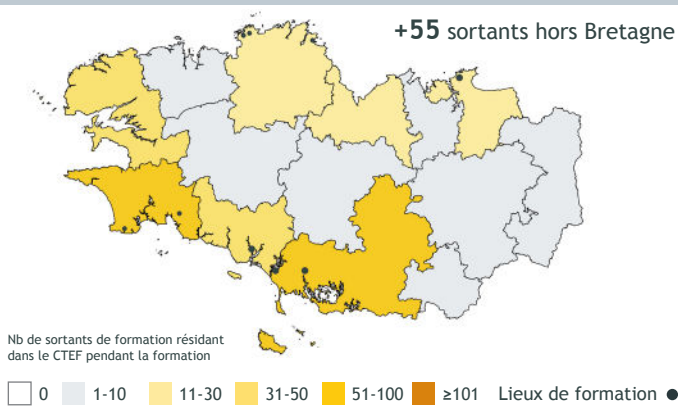 +55 sortants hors Bretagne
Nb de sortants de formation résidant
dans le CTEF pendant la formation
0 1-10 11-30 31-50 51-100 ≥101 Lieux de formation